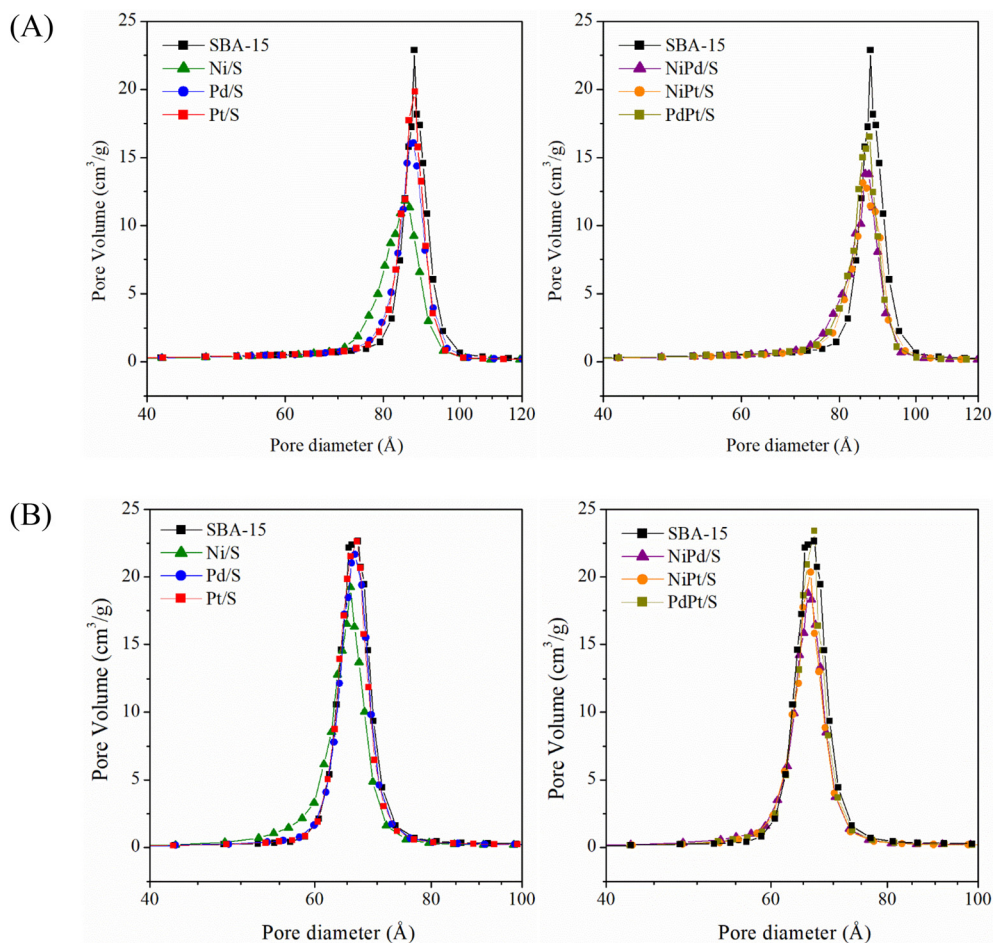 (A)
25
20
15
10
5
0
40
60
80
100
120
Pore Volume (cm³/g)
Pore diameter (Å)
SBA-15
Ni/S
Pd/S
Pt/S
25
20
15
10
5
0
40
60
80
100
120
Pore Volume (cm³/g)
Pore diameter (Å)
SBA-15
NiPd/S
NiPt/S
PdPt/S
(B)
25
20
15
10
5
0
40
60
80
100
Pore Volume (cm³/g)
Pore diameter (Å)
SBA-15
Ni/S
Pd/S
Pt/S
25
20
15
10
5
0
40
60
80
100
Pore Volume (cm³/g)
Pore diameter (Å)
SBA-15
NiPd/S
NiPt/S
PdPt/S